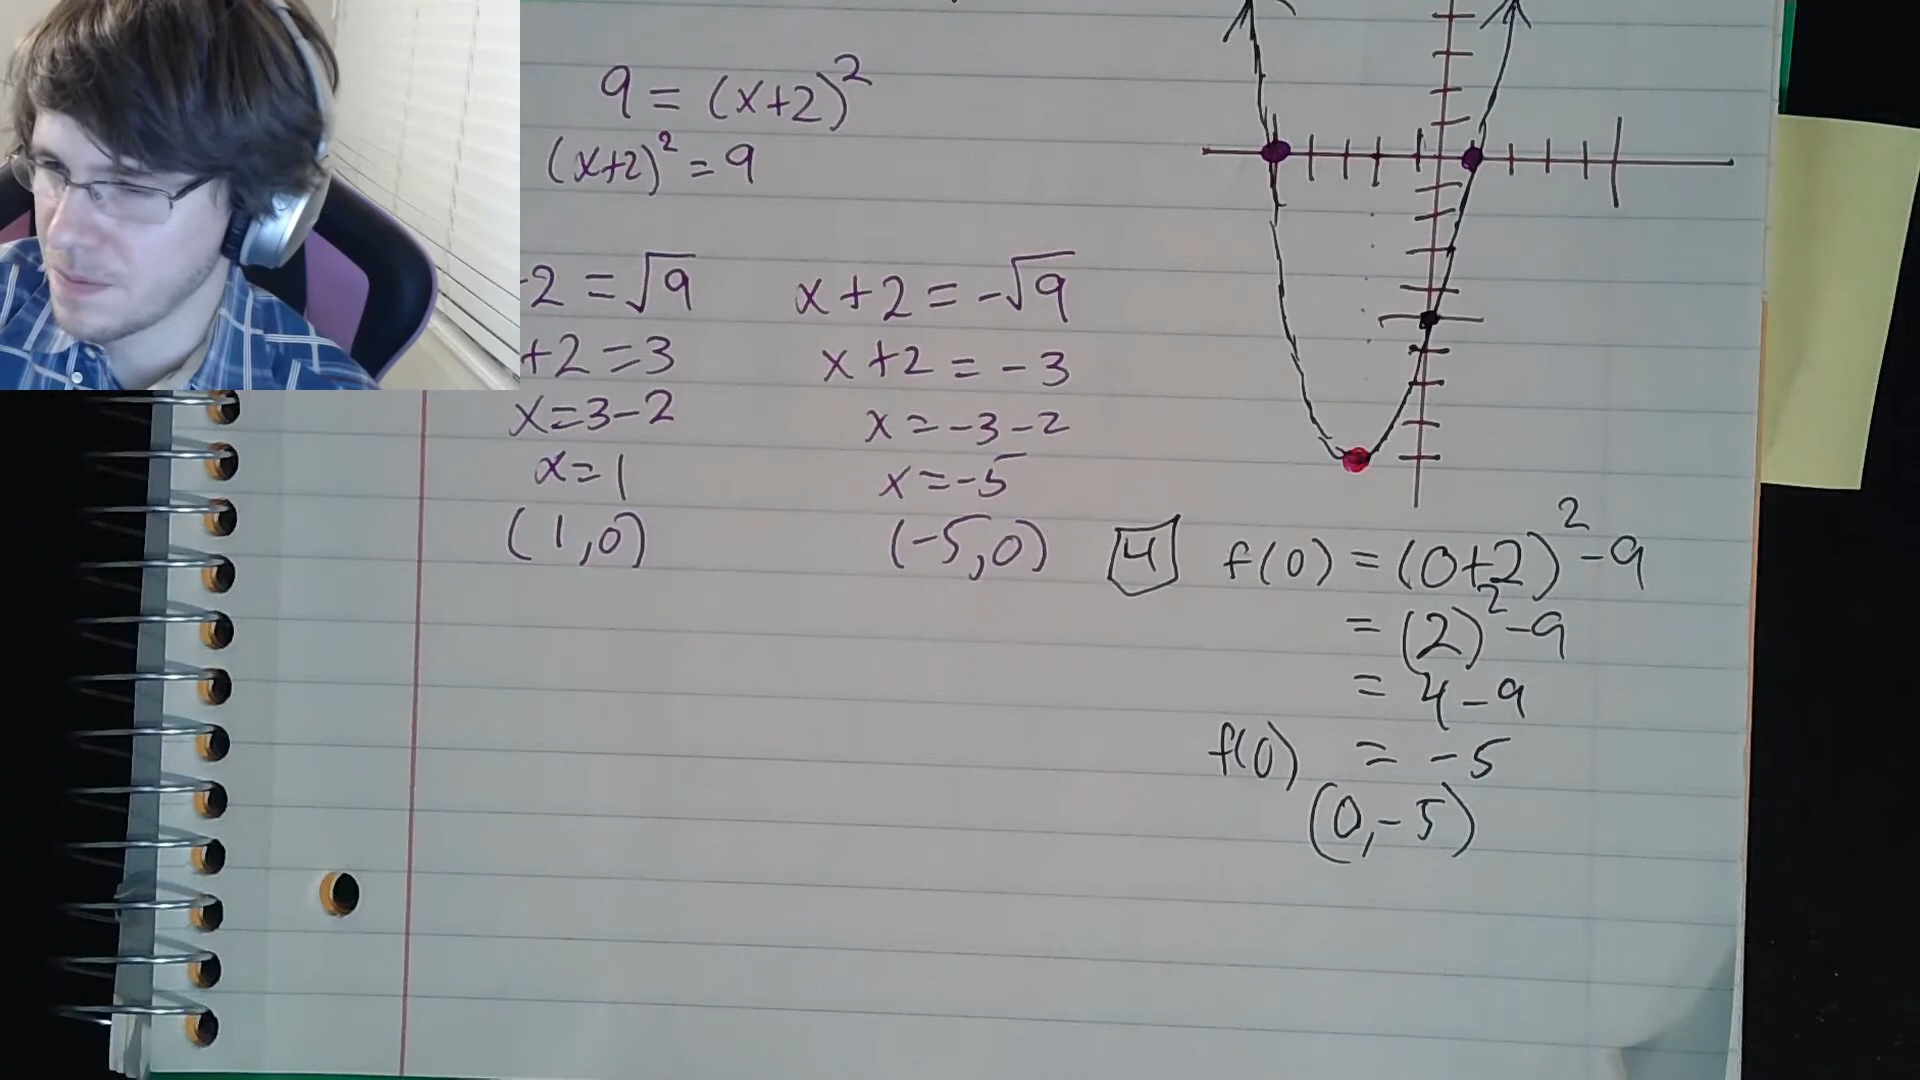 9 = (x+2)²
(x+2)² = 9
-2 = √9
+2 = 3
x = 3 - 2
x = 1
(1,0)
x + 2 = -√9
x + 2 = -3
x = -3 - 2
x = -5
(-5,0)
4 f(0) = (0+2)² - 9
= (2)² - 9
= 4 - 9
f(0) = -5
(0,-5)